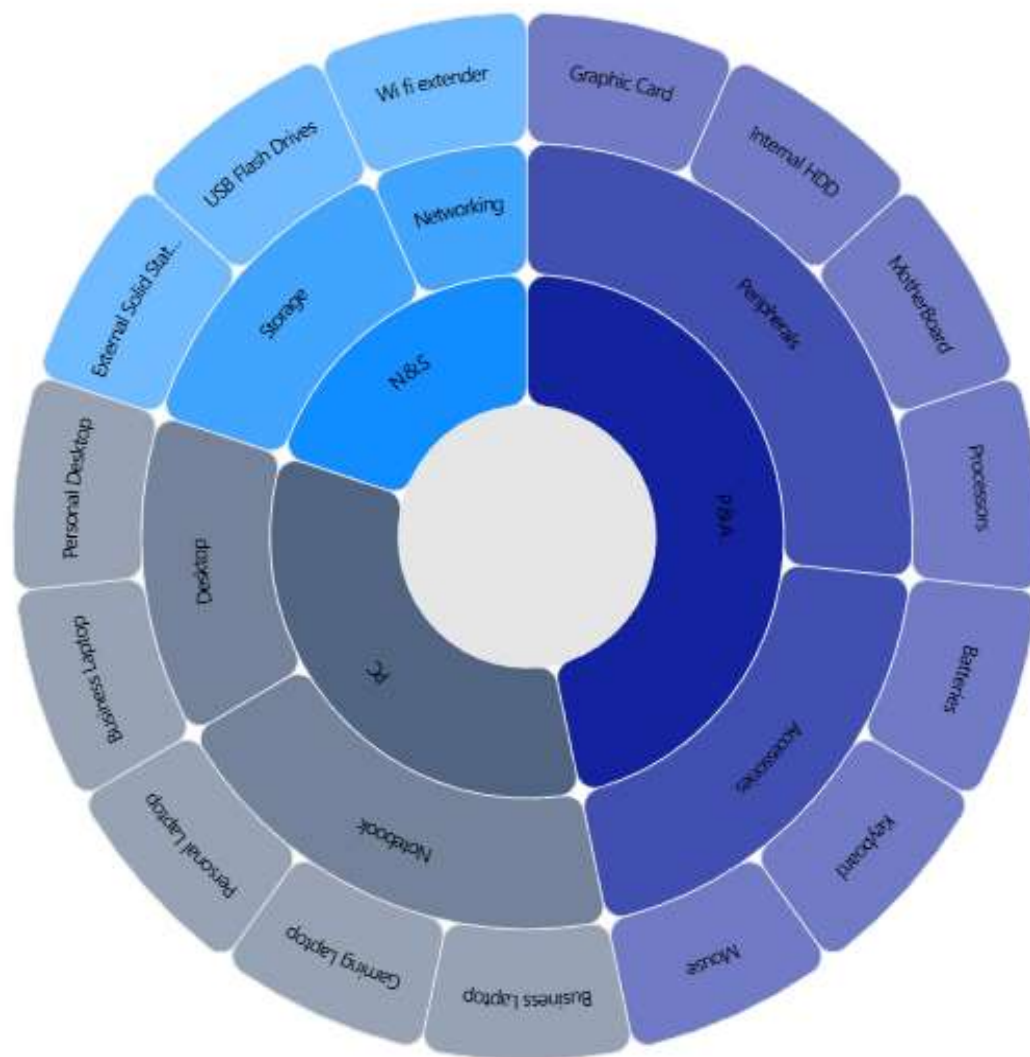 Wi fi extender
Graphic Card
USB Flash Drives
Internal HDD
Networking
External Solid Stat...
MotherBoard
Storage
Peripherals
N&S
Personal Desktop
Processors
P&A
Desktop
Business Laptop
PC
Batteries
Accessories
Notebook
Personal Laptop
Keyboard
Gaming Laptop
Mouse
Business Laptop